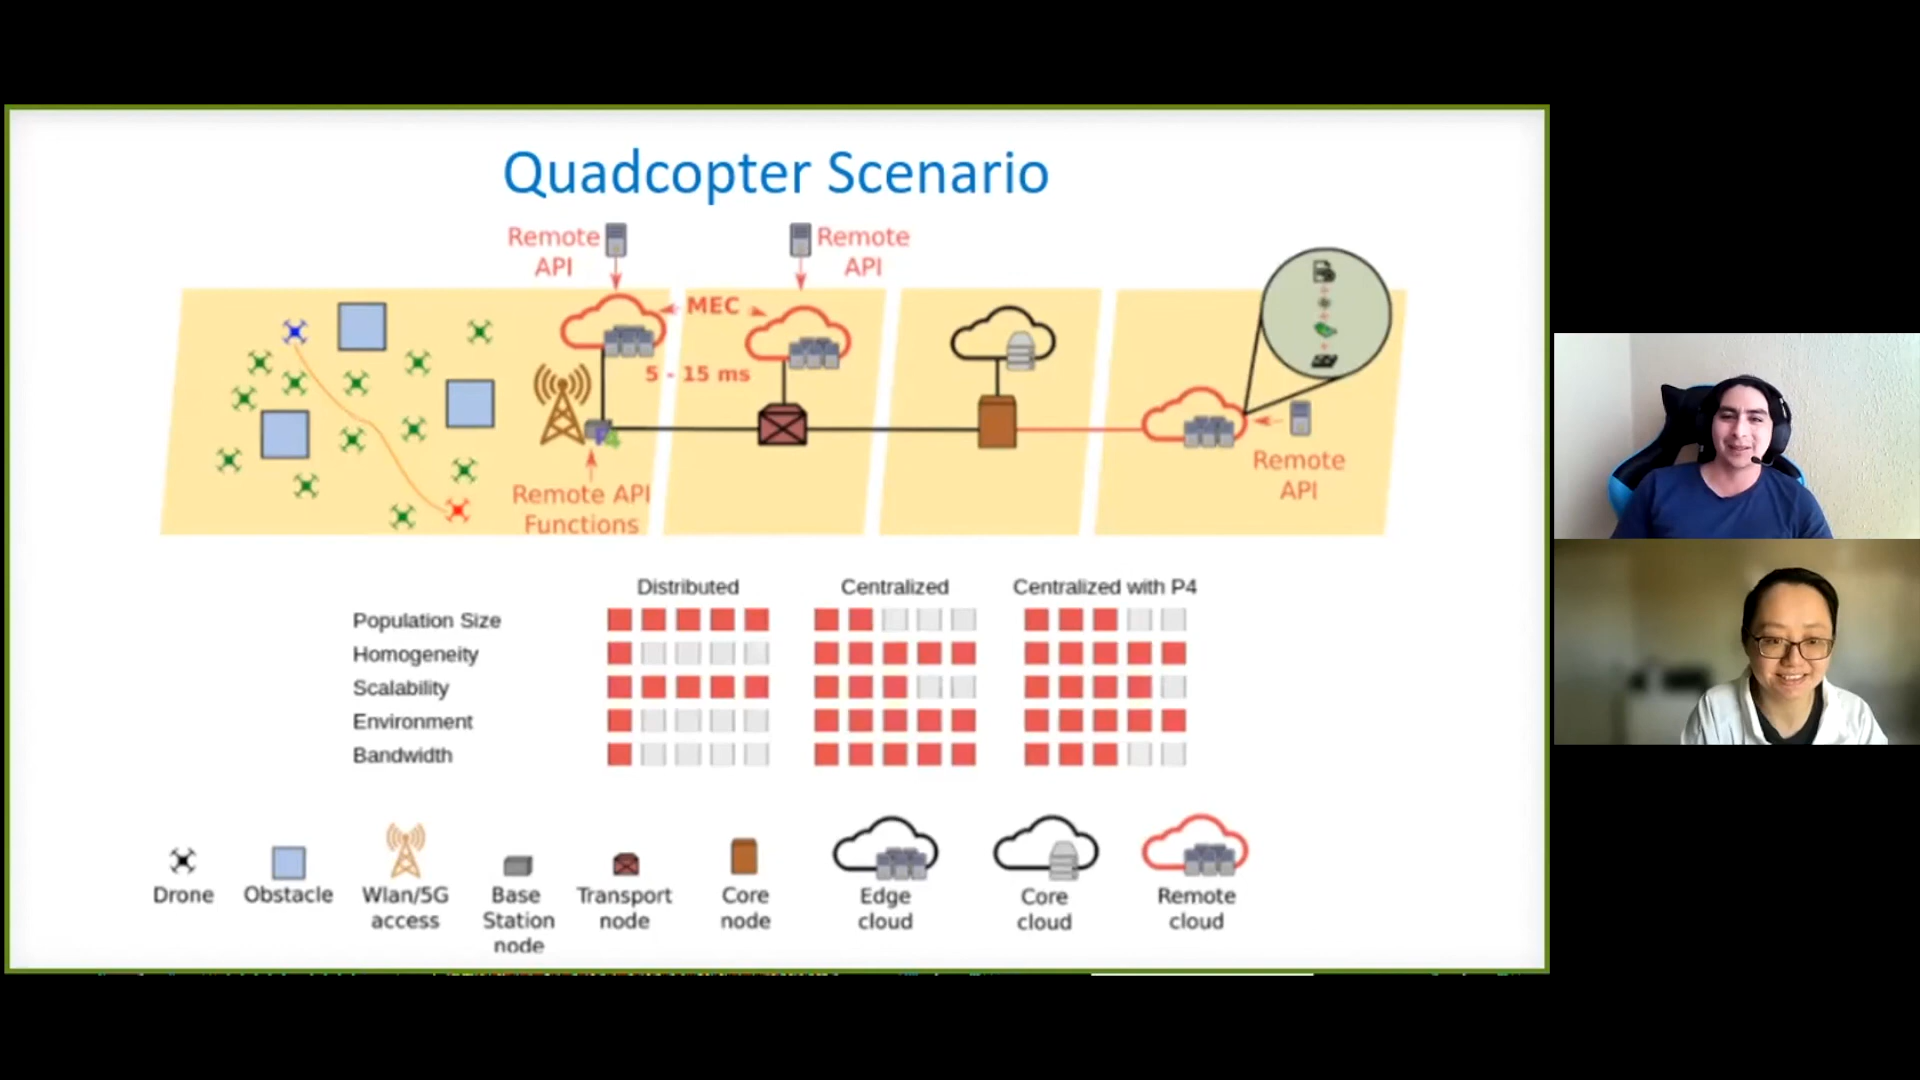 Quadcopter Scenario
Remote
API
Remote
API
MEC
5 - 15 ms
P4
Remote API
Functions
Remote
API
Distributed Centralized Centralized with P4
Population Size
Homogeneity
Scalability
Environment
Bandwidth
Drone
Obstacle
Wlan/5G
access
Base
Station
node
Transport
node
Core
node
Edge
cloud
Core
cloud
Remote
cloud